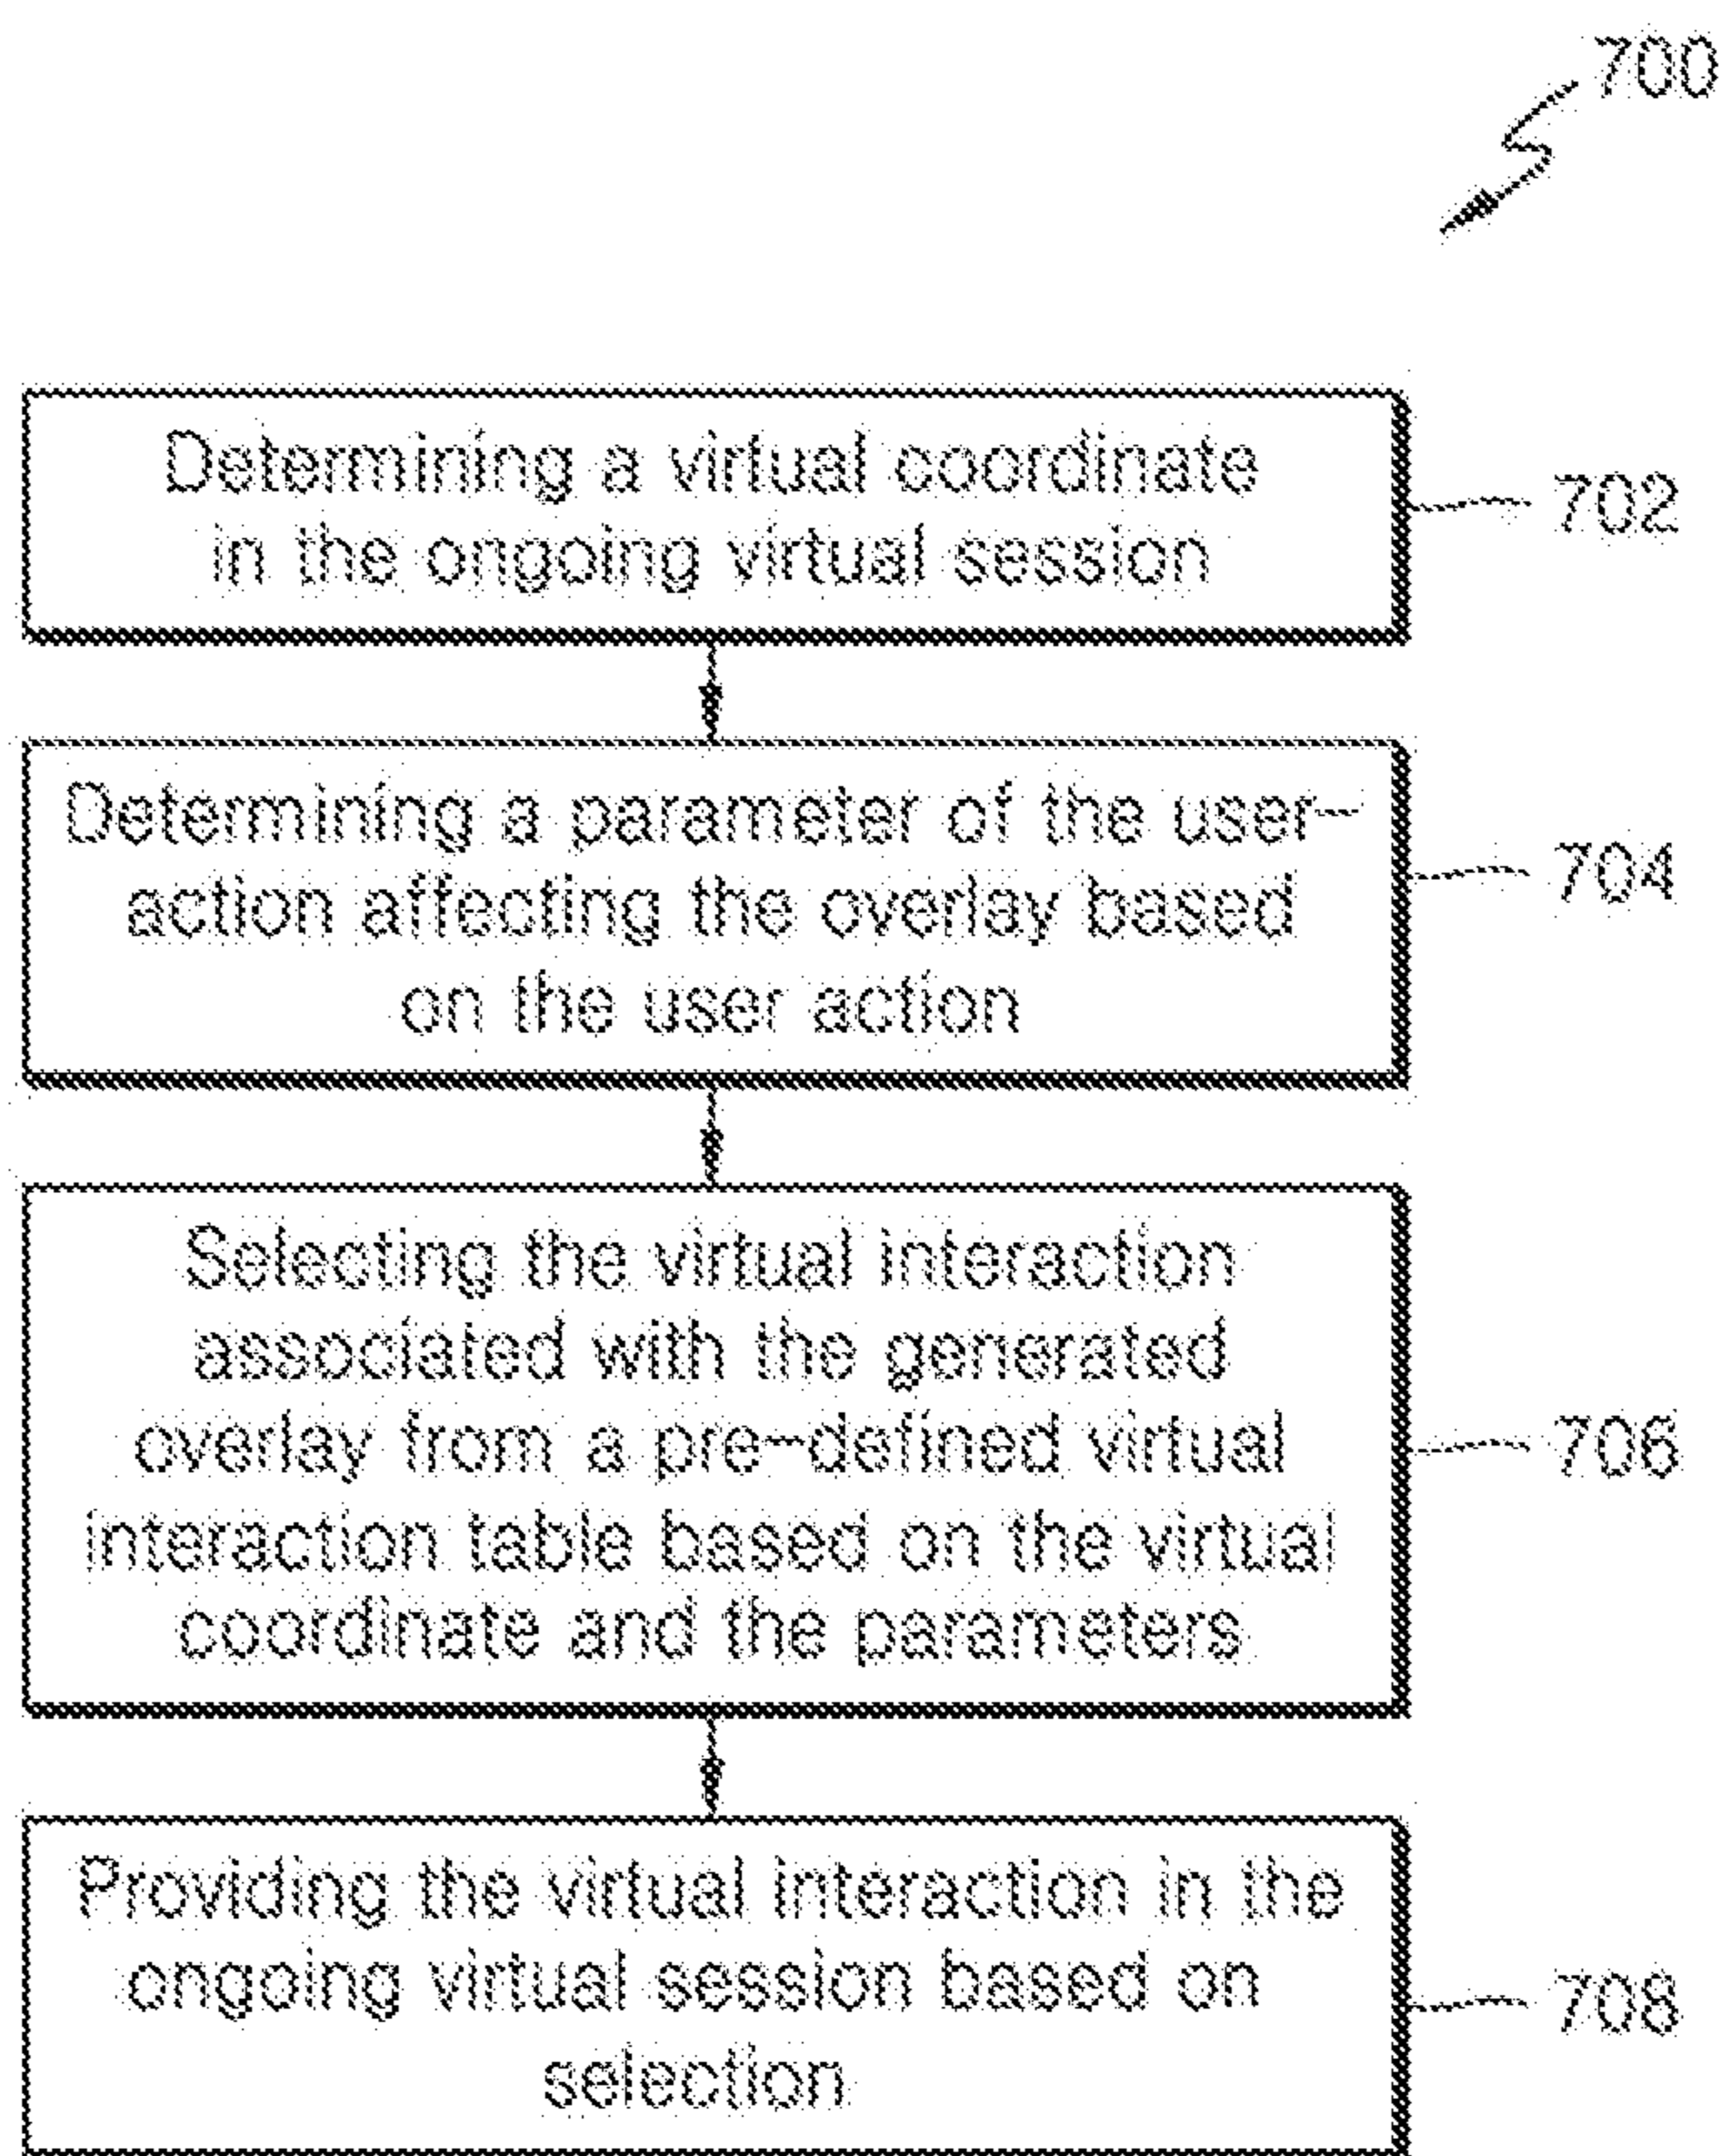 700
Determining a virtual coordinate
in the ongoing virtual session
702
Determining a parameter of the user-
action affecting the overlay based
on the user action
704
Selecting the virtual interaction
associated with the generated
overlay from a pre-defined virtual
interaction table based on the virtual
coordinate and the parameters
706
Providing the virtual interaction in the
ongoing virtual session based on
selection
708